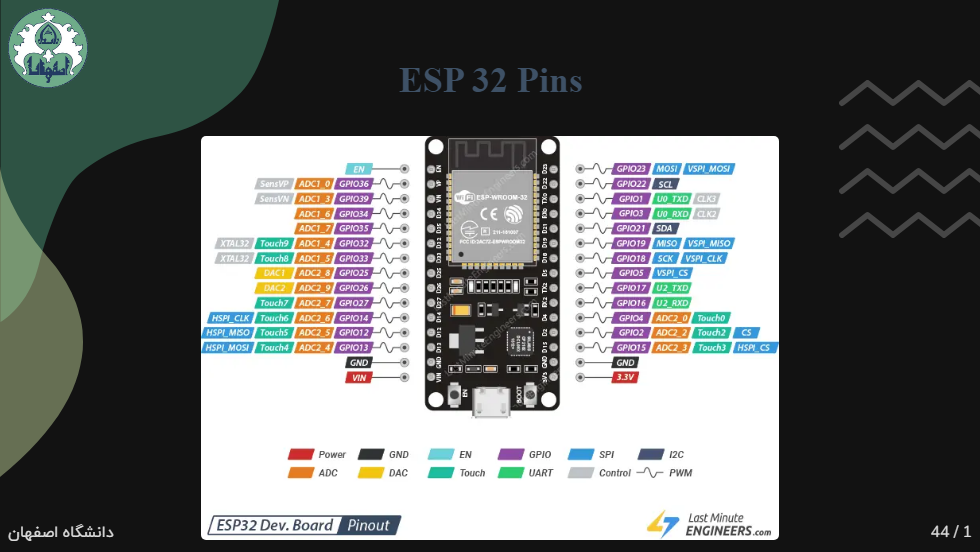 ESP 32 Pins
EN
SensVP ADC1_0 GPIO36
SensVN ADC1_3 GPIO39
ADC1_6 GPIO34
ADC1_7 GPIO35
XTAL32 Touch9 ADC1_4 GPIO32
XTAL32 Touch8 ADC1_5 GPIO33
DAC1 ADC2_8 GPIO25
DAC2 ADC2_9 GPIO26
Touch7 ADC2_7 GPIO27
HSPI_CLK Touch6 ADC2_6 GPIO14
HSPI_MISO Touch5 ADC2_5 GPIO12
HSPI_MOSI Touch4 ADC2_4 GPIO13
GND
VIN
WiFi ESP-WROOM-32
CE
EN
BOOT
GPIO23 MOSI VSPI_MOSI
GPIO22 SCL
GPIO1 U0_TXD CLK3
GPIO3 U0_RXD CLK2
GPIO21 SDA
GPIO19 MISO VSPI_MISO
GPIO18 SCK VSPI_CLK
GPIO5 VSPI_CS
GPIO17 U2_TXD
GPIO16 U2_RXD
GPIO4 ADC2_0 Touch0
GPIO2 ADC2_2 Touch2 CS
GPIO15 ADC2_3 Touch3 HSPI_CS
GND
3.3V
Power GND EN GPIO SPI I2C
ADC DAC Touch UART Control PWM
ESP32 Dev. Board Pinout
Last Minute
ENGINEERS.com
دانشگاه اصفهان
44 / 1